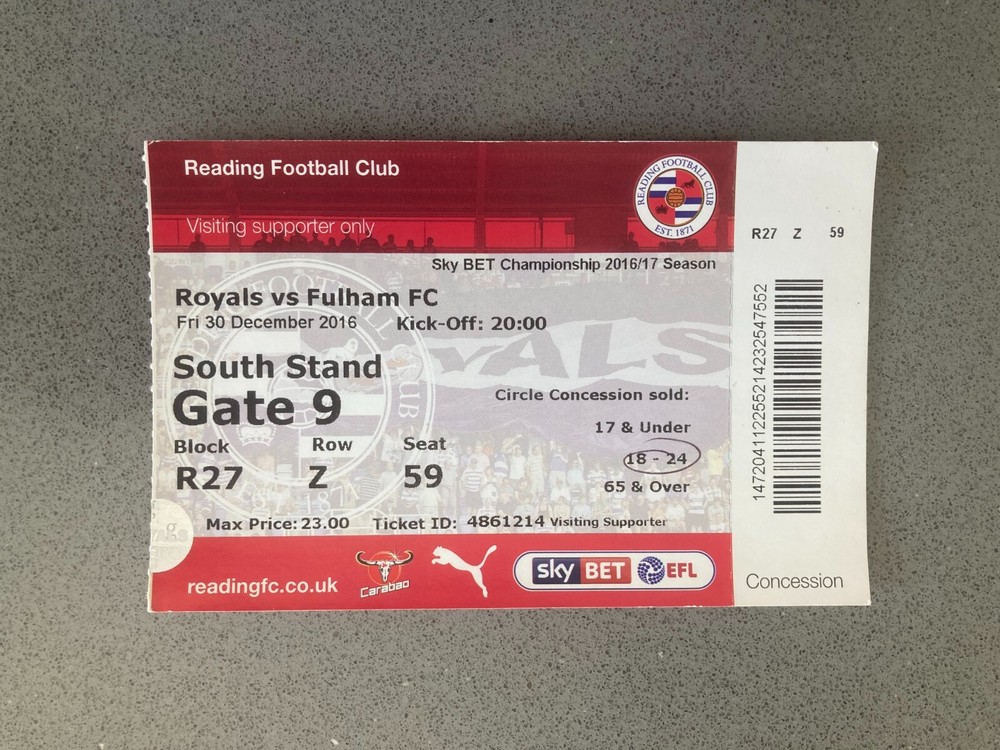 Reading Football Club
Visiting supporter only
READING FOOTBALL CLUB
EST. 1871
Sky BET Championship 2016/17 Season
Royals vs Fulham FC
Fri 30 December 2016 Kick-Off: 20:00
South Stand
Gate 9
Block Row Seat
R27 Z 59
Circle Concession sold:
17 & Under
18 - 24
65 & Over
Max Price: 23.00 Ticket ID: 4861214 Visiting Supporter
readingfc.co.uk
Carabao
sky BET EFL
R27 Z 59
147204112255214232547552
Concession